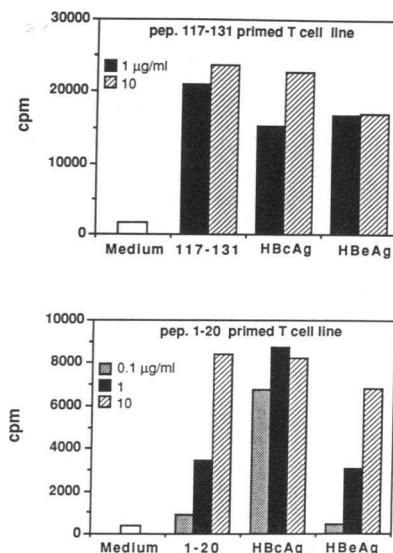 pep. 117-131 primed T cell line
30000
20000
10000
0
cpm
1 µg/ml
10
Medium 117-131 HBcAg HBeAg
pep. 1-20 primed T cell line
10000
8000
6000
4000
2000
0
cpm
0.1 µg/ml
1
10
Medium 1-20 HBcAg HBeAg